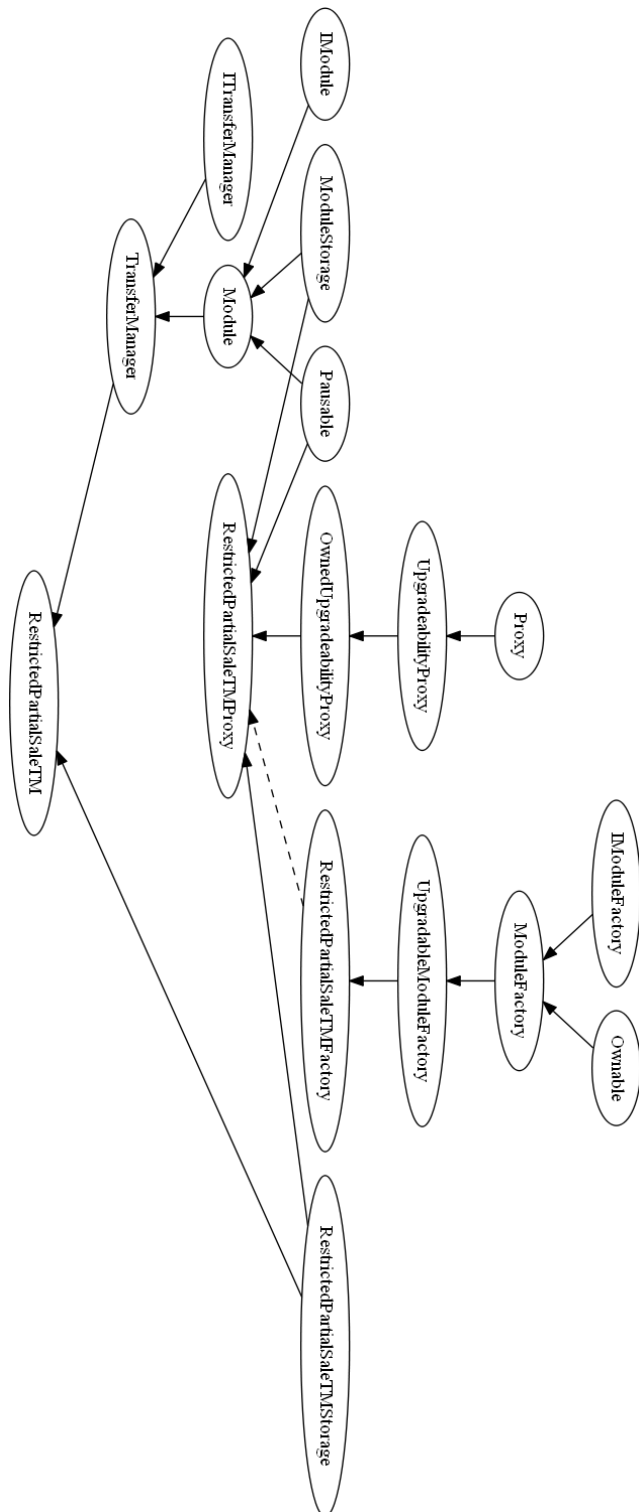 IModuleFactory
Ownable
Proxy
ModuleFactory
UpgradeabilityProxy
UpgradableModuleFactory
IModule
ModuleStorage
Pausable
OwnedUpgradeabilityProxy
RestrictedPartialSaleTMFactory
RestrictedPartialSaleTMStorage
ITransferManager
Module
RestrictedPartialSaleTMProxy
TransferManager
RestrictedPartialSaleTM